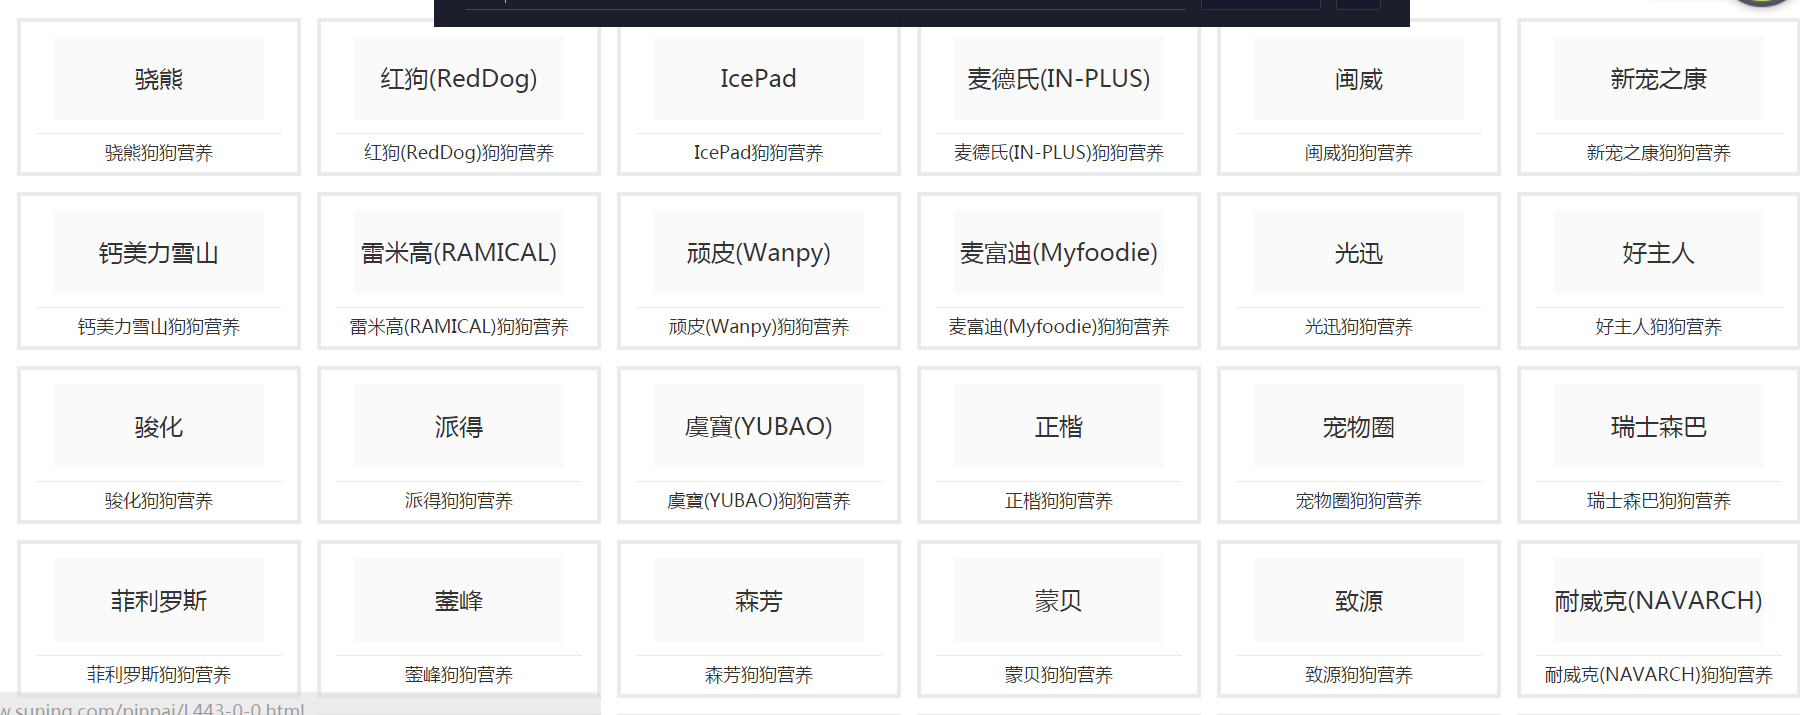 骁熊 红狗(RedDog) IcePad 麦德氏(IN-PLUS) 闽威 新宠之康
骁熊狗狗营养 红狗(RedDog)狗狗营养 IcePad狗狗营养 麦德氏(IN-PLUS)狗狗营养 闽威狗狗营养 新宠之康狗狗营养
钙美力雪山 雷米高(RAMICAL) 顽皮(Wanpy) 麦富迪(Myfoodie) 光迅 好主人
钙美力雪山狗狗营养 雷米高(RAMICAL)狗狗营养 顽皮(Wanpy)狗狗营养 麦富迪(Myfoodie)狗狗营养 光迅狗狗营养 好主人狗狗营养
骏化 派得 虞寶(YUBAO) 正楷 宠物圈 瑞士森巴
骏化狗狗营养 派得狗狗营养 虞寶(YUBAO)狗狗营养 正楷狗狗营养 宠物圈狗狗营养 瑞士森巴狗狗营养
菲利罗斯 蓥峰 森芳 蒙贝 致源 耐威克(NAVARCH)
菲利罗斯狗狗营养 蓥峰狗狗营养 森芳狗狗营养 蒙贝狗狗营养 致源狗狗营养 耐威克(NAVARCH)狗狗营养
w.suning.com/pinpai/l443-0-0.html